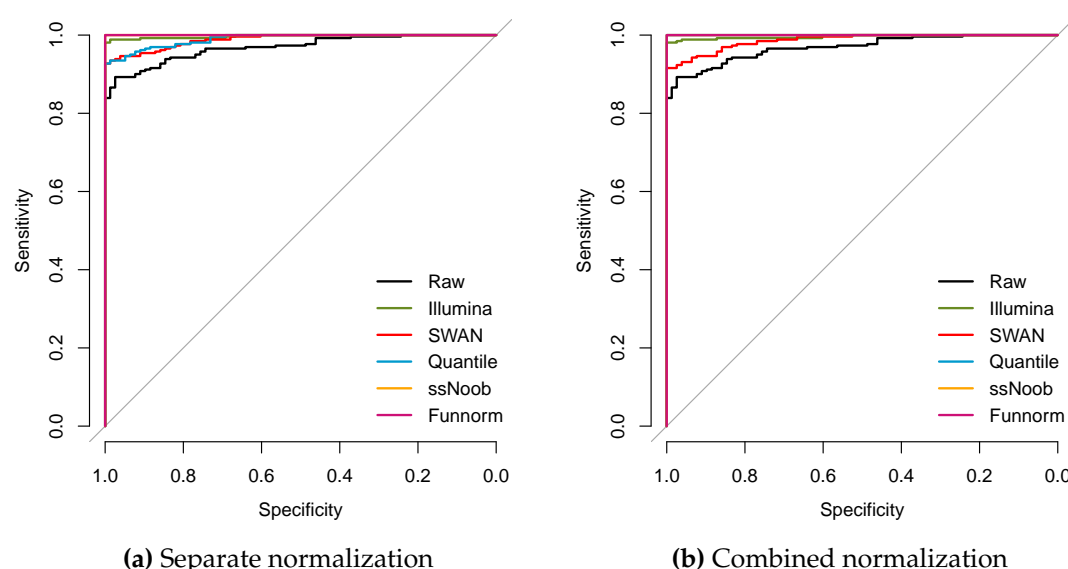 1.0
0.8
0.6
0.4
0.2
0.0
Sensitivity
Raw
Illumina
SWAN
Quantile
ssNoob
Funnorm
1.0 0.8 0.6 0.4 0.2 0.0
Specificity
(a) Separate normalization
1.0
0.8
0.6
0.4
0.2
0.0
Sensitivity
Raw
Illumina
SWAN
Quantile
ssNoob
Funnorm
1.0 0.8 0.6 0.4 0.2 0.0
Specificity
(b) Combined normalization